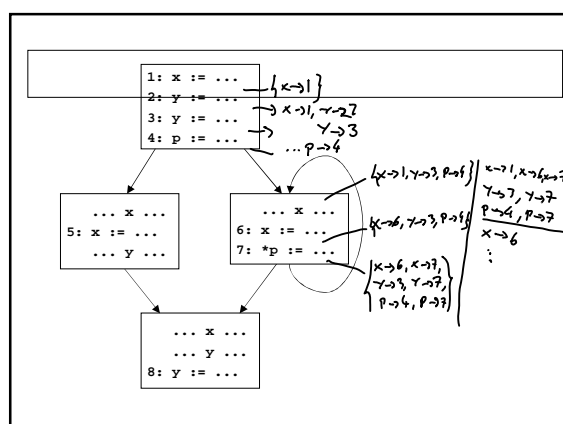 1: x := ...
2: y := ...
3: y := ...
4: p := ...
{x→1}
x→1, y→2}
y→3
... p→4
... x ...
5: x := ...
... y ...
... x ...
6: x := ...
7: *p := ...
{x→1, y→3, p→4}
{x→6, y→3, p→4}
{x→6, x→7,
y→3, y→7,
p→4, p→7}
x→1, x→6, x→7
y→3, y→7
p→4, p→7
x→6
⋮
... x ...
... y ...
8: y := ...